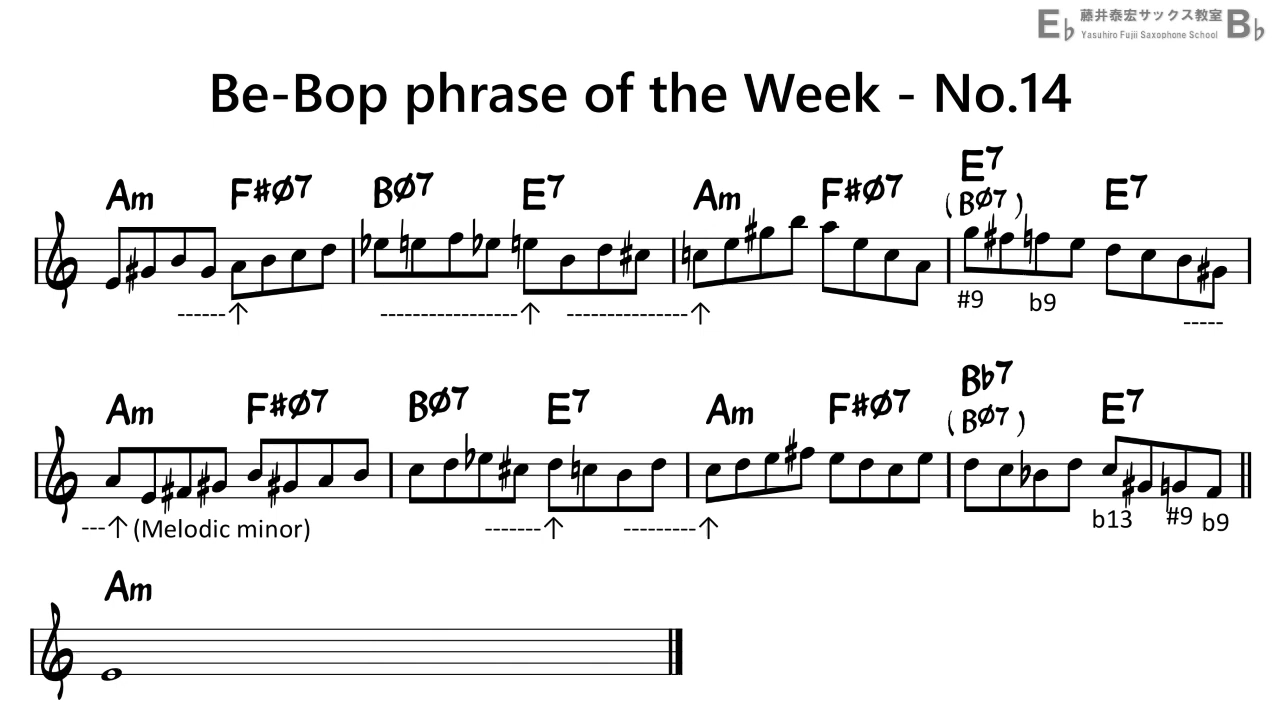 E♭ 藤井泰宏サックス教室 B♭
Yasuhiro Fujii Saxophone School
Be-Bop phrase of the Week - No.14
E7
Am F#Ø7 BØ7 E7 Am F#Ø7 (BØ7) E7
#9 b9
------↑ -----------------↑ ---------------↑ -----
Bb7
Am F#Ø7 BØ7 E7 Am F#Ø7 (BØ7) E7
---↑(Melodic minor) -------↑ ---------↑ b13 #9 b9
Am